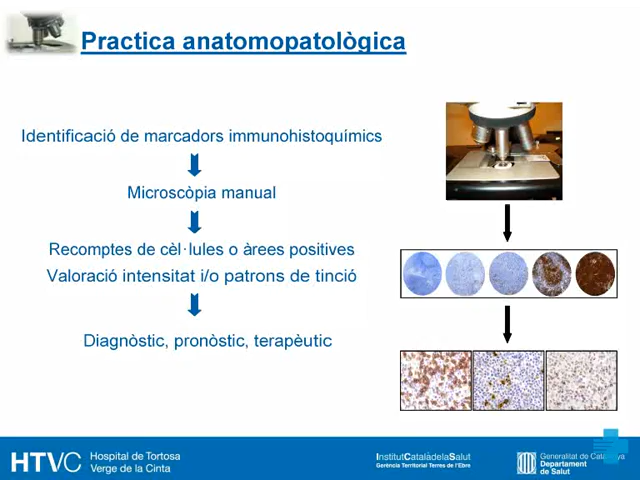 Practica anatomopatològica
Identificació de marcadors immunohistoquímics
Microscòpia manual
Recomptes de cèl·lules o àrees positives
Valoració intensitat i/o patrons de tinció
Diagnòstic, pronòstic, terapèutic
HTVC
Hospital de Tortosa
Verge de la Cinta
InstitutCatalàdelaSalut
Gerència Territorial Terres de l'Ebre
Generalitat de Catalunya
Departament
de Salut